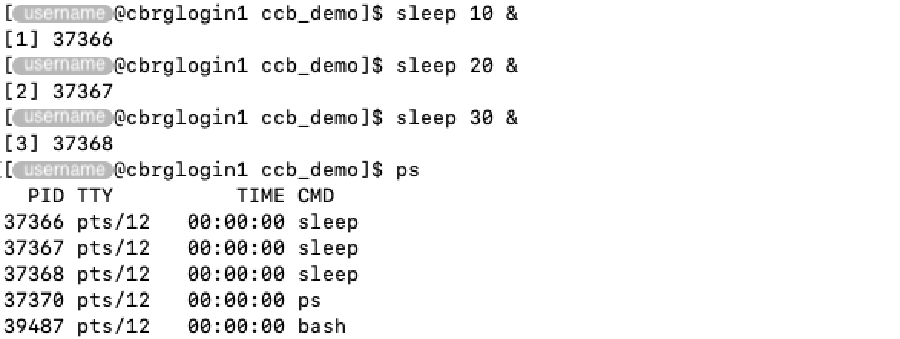 [username@cbrglogin1 ccb_demo]$ sleep 10 &
[1] 37366
[username@cbrglogin1 ccb_demo]$ sleep 20 &
[2] 37367
[username@cbrglogin1 ccb_demo]$ sleep 30 &
[3] 37368
[[username@cbrglogin1 ccb_demo]$ ps
  PID TTY          TIME CMD
37366 pts/12   00:00:00 sleep
37367 pts/12   00:00:00 sleep
37368 pts/12   00:00:00 sleep
37370 pts/12   00:00:00 ps
39487 pts/12   00:00:00 bash